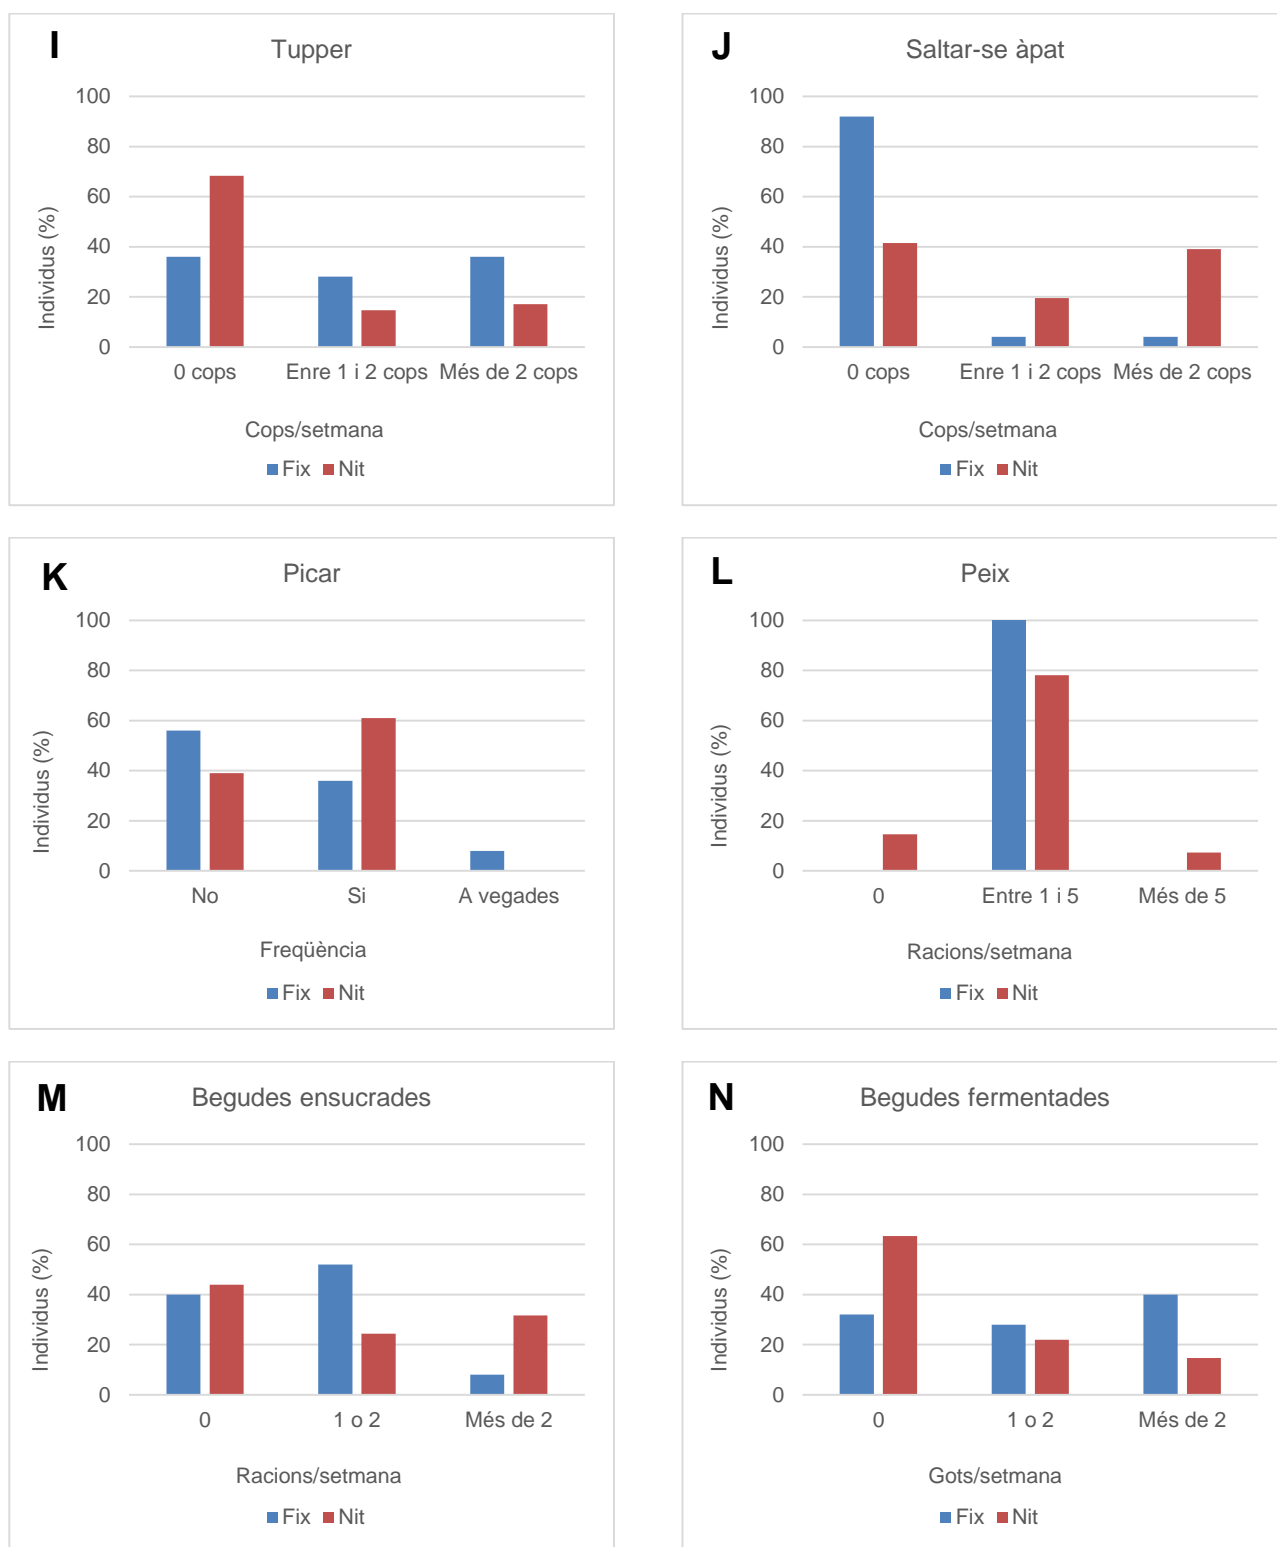 I
Tupper
100
80
60
40
20
0
Individus (%)
0 cops
Enre 1 i 2 cops
Més de 2 cops
Cops/setmana
Fix
Nit
J
Saltar-se àpat
100
80
60
40
20
0
Individus (%)
0 cops
Enre 1 i 2 cops
Més de 2 cops
Cops/setmana
Fix
Nit
K
Picar
100
80
60
40
20
0
Individus (%)
No
Si
A vegades
Freqüència
Fix
Nit
L
Peix
100
80
60
40
20
0
Individus (%)
0
Entre 1 i 5
Més de 5
Racions/setmana
Fix
Nit
M
Begudes ensucrades
100
80
60
40
20
0
Individus (%)
0
1 o 2
Més de 2
Racions/setmana
Fix
Nit
N
Begudes fermentades
100
80
60
40
20
0
Individus (%)
0
1 o 2
Més de 2
Gots/setmana
Fix
Nit